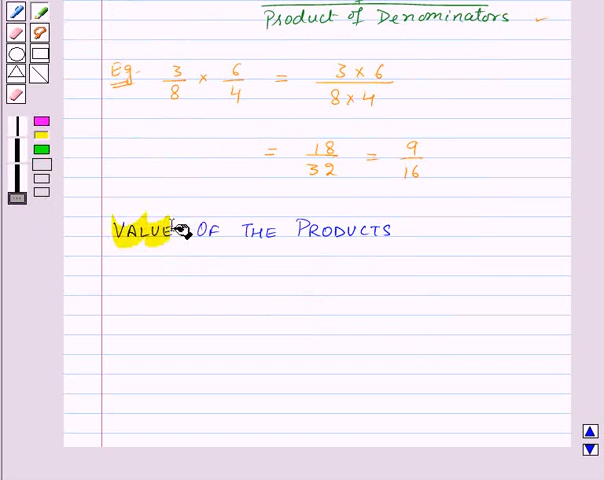 Product of Denominators
Eg. 3/8 × 6/4 = 3 × 6 / 8 × 4
= 18/32 = 9/16
VALUE OF THE PRODUCTS